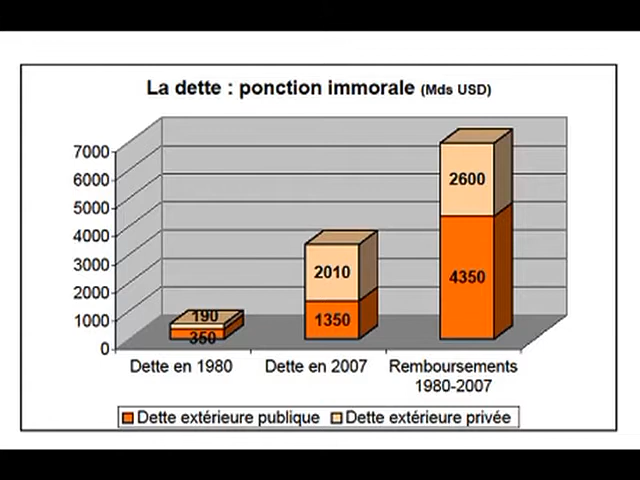 La dette : ponction immorale (Mds USD)
7000
6000
5000
4000
3000
2000
1000
0
190
350
2010
1350
2600
4350
Dette en 1980
Dette en 2007
Remboursements
1980-2007
Dette extérieure publique
Dette extérieure privée